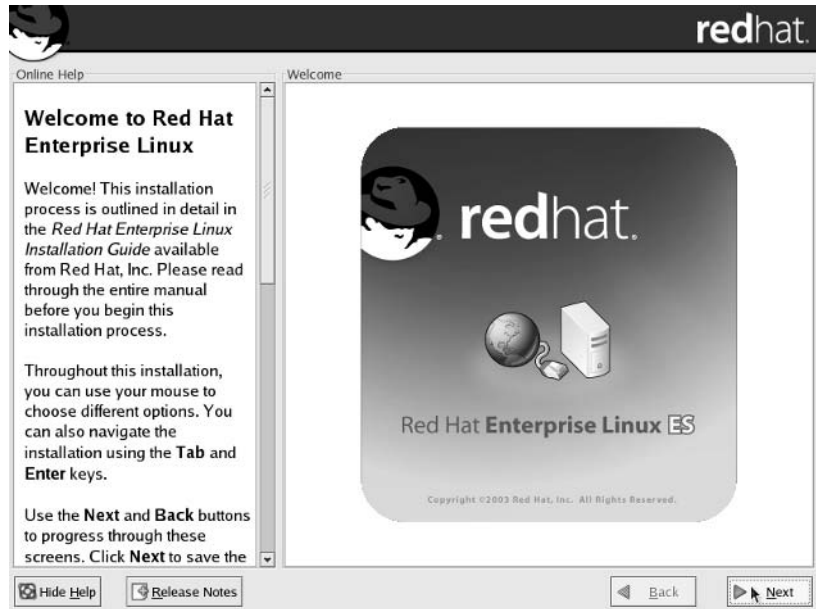 redhat.
Online Help
Welcome to Red Hat
Enterprise Linux
Welcome! This installation
process is outlined in detail in
the Red Hat Enterprise Linux
Installation Guide available
from Red Hat, Inc. Please read
through the entire manual
before you begin this
installation process.
Throughout this installation,
you can use your mouse to
choose different options. You
can also navigate the
installation using the Tab and
Enter keys.
Use the Next and Back buttons
to progress through these
screens. Click Next to save the
Welcome
redhat.
Red Hat Enterprise Linux ES
Copyright ©2003 Red Hat, Inc. All Rights Reserved.
Hide Help
Release Notes
Back
Next